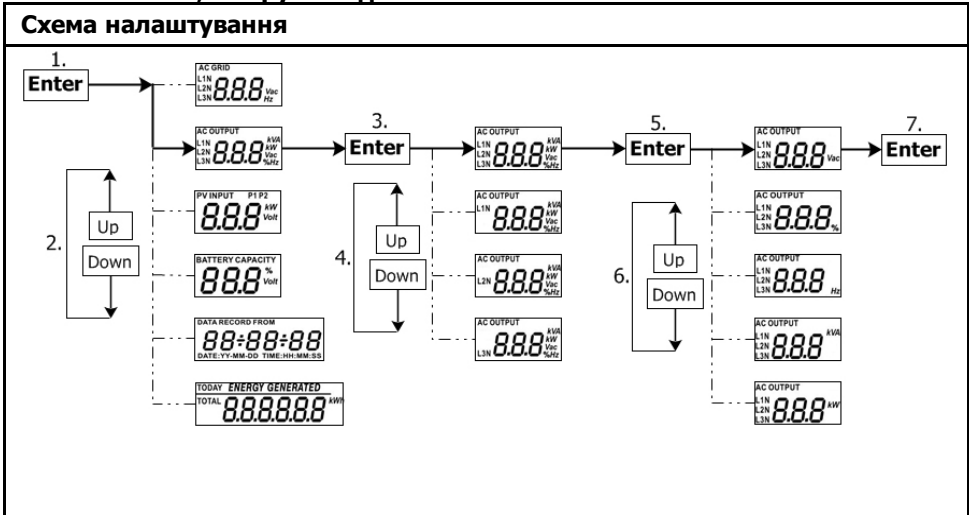 Схема налаштування
1.
Enter
AC GRID
L1N
L2N
L3N
8.8.8
Vac
Hz
AC OUTPUT
L1N
L2N
L3N
8.8.8
kVA
kW
Vac
%Hz
PV INPUT P1 P2
8.8.8
kW
Volt
BATTERY CAPACITY
8.8.8
%
Volt
DATA RECORD FROM
88:88:88
DATE:YY-MM-DD TIME:HH:MM:SS
TODAY ENERGY GENERATED
TOTAL
8.8.8.8.8.8
kWh
2.
Up
Down
3.
Enter
AC OUTPUT
L1N
L2N
L3N
8.8.8
kVA
kW
Vac
%Hz
AC OUTPUT
L1N
8.8.8
kVA
kW
Vac
%Hz
AC OUTPUT
L2N
8.8.8
kVA
kW
Vac
%Hz
AC OUTPUT
L3N
8.8.8
kVA
kW
Vac
%Hz
4.
Up
Down
5.
Enter
AC OUTPUT
L1N
L2N
L3N
8.8.8
Vac
AC OUTPUT
L1N
L2N
L3N
8.8.8
%
AC OUTPUT
L1N
L2N
L3N
8.8.8
Hz
AC OUTPUT
L1N
L2N
L3N
8.8.8
kVA
AC OUTPUT
L1N
L2N
L3N
8.8.8
kW
6.
Up
Down
7.
Enter